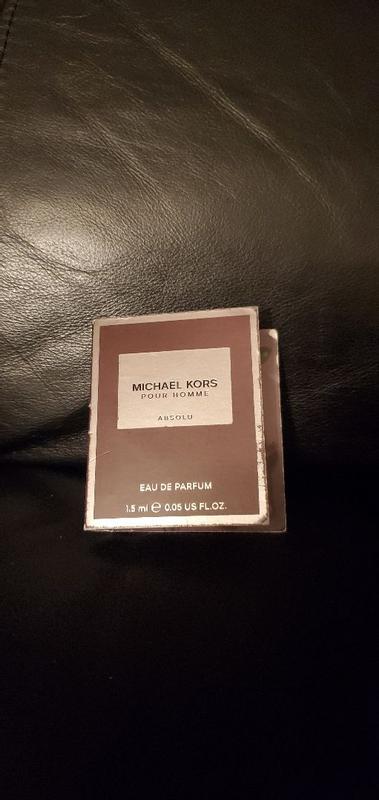 MICHAEL KORS
POUR HOMME
ABSOLU
EAU DE PARFUM
1.5 ml ℮ 0.05 US FL.OZ.